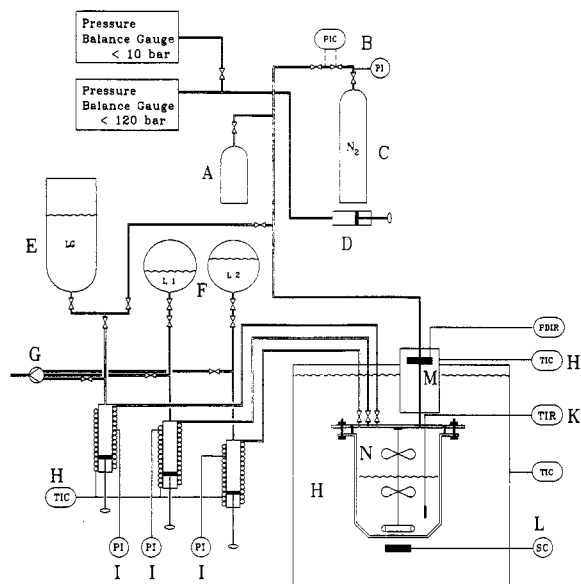 Pressure
Balance Gauge
< 10 bar
PIC
B
PI
Pressure
Balance Gauge
< 120 bar
N2
C
A
D
E
LG
L 1
F
L 2
G
PDIR
TIC
H
M
TIR
K
N
H
TIC
H
TIC
L
SC
PI
PI
PI
I
I
I